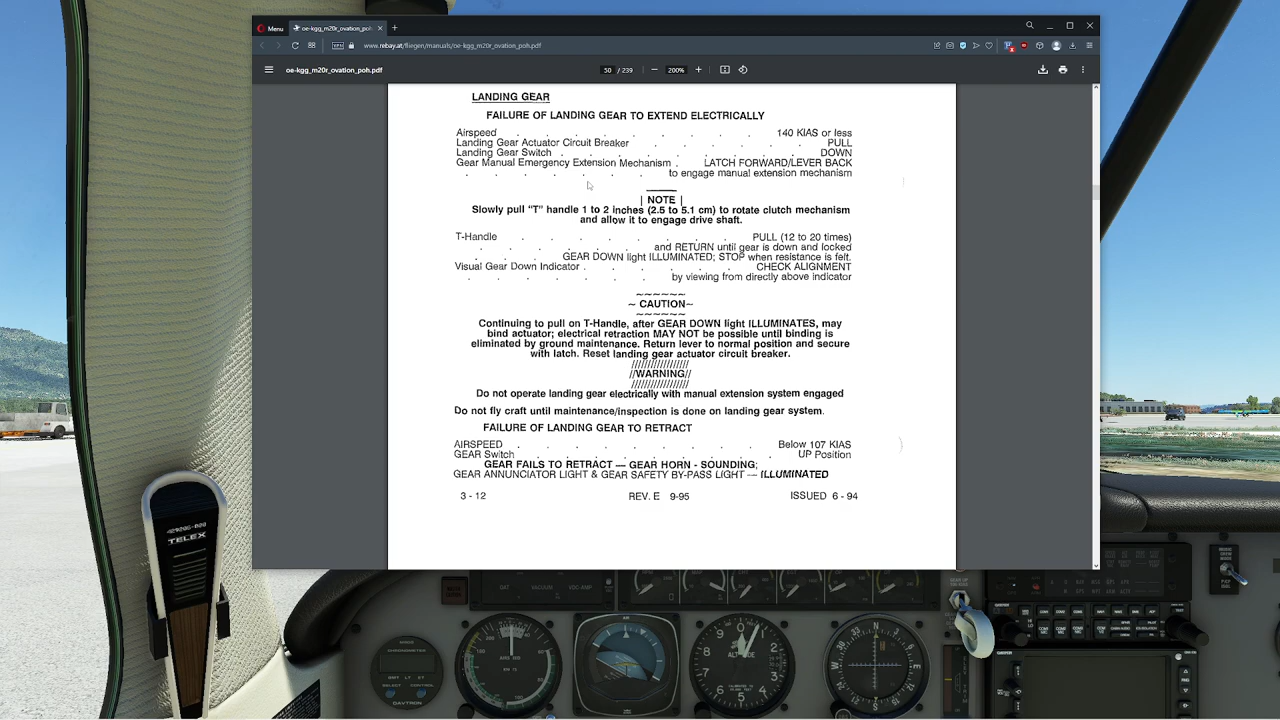 Menu
oe-kgg_m20r_ovation_poh.pdf
www.rebay.at/fliegen/manuals/oe-kgg_m20r_ovation_poh.pdf
oe-kgg_m20r_ovation_poh.pdf
50 / 239
200%
LANDING GEAR
FAILURE OF LANDING GEAR TO EXTEND ELECTRICALLY
Airspeed . . . . . . . . . 140 KIAS or less
Landing Gear Actuator Circuit Breaker . . . . . . PULL
Landing Gear Switch . . . . . . . . DOWN
Gear Manual Emergency Extension Mechanism . LATCH FORWARD/LEVER BACK
. . . . . . . to engage manual extension mechanism
| NOTE |
Slowly pull "T" handle 1 to 2 inches (2.5 to 5.1 cm) to rotate clutch mechanism
and allow it to engage drive shaft.
T-Handle . . . . . . . . . PULL (12 to 20 times)
. . . . . . and RETURN until gear is down and locked
. . . GEAR DOWN light ILLUMINATED; STOP when resistance is felt.
Visual Gear Down Indicator . . . . . . CHECK ALIGNMENT
. . . . . . . by viewing from directly above indicator
~~~~~~
~ CAUTION~
~~~~~~
Continuing to pull on T-Handle, after GEAR DOWN light ILLUMINATES, may
bind actuator; electrical retraction MAY NOT be possible until binding is
eliminated by ground maintenance. Return lever to normal position and secure
with latch. Reset landing gear actuator circuit breaker.
/////////////////
//WARNING//
/////////////////
Do not operate landing gear electrically with manual extension system engaged
Do not fly craft until maintenance/inspection is done on landing gear system.
FAILURE OF LANDING GEAR TO RETRACT
AIRSPEED . . . . . . . . . Below 107 KIAS
GEAR Switch . . . . . . . . . UP Position
GEAR FAILS TO RETRACT — GEAR HORN - SOUNDING;
GEAR ANNUNCIATOR LIGHT & GEAR SAFETY BY-PASS LIGHT — ILLUMINATED
3 - 12 REV. E 9-95 ISSUED 6 - 94
TELEX